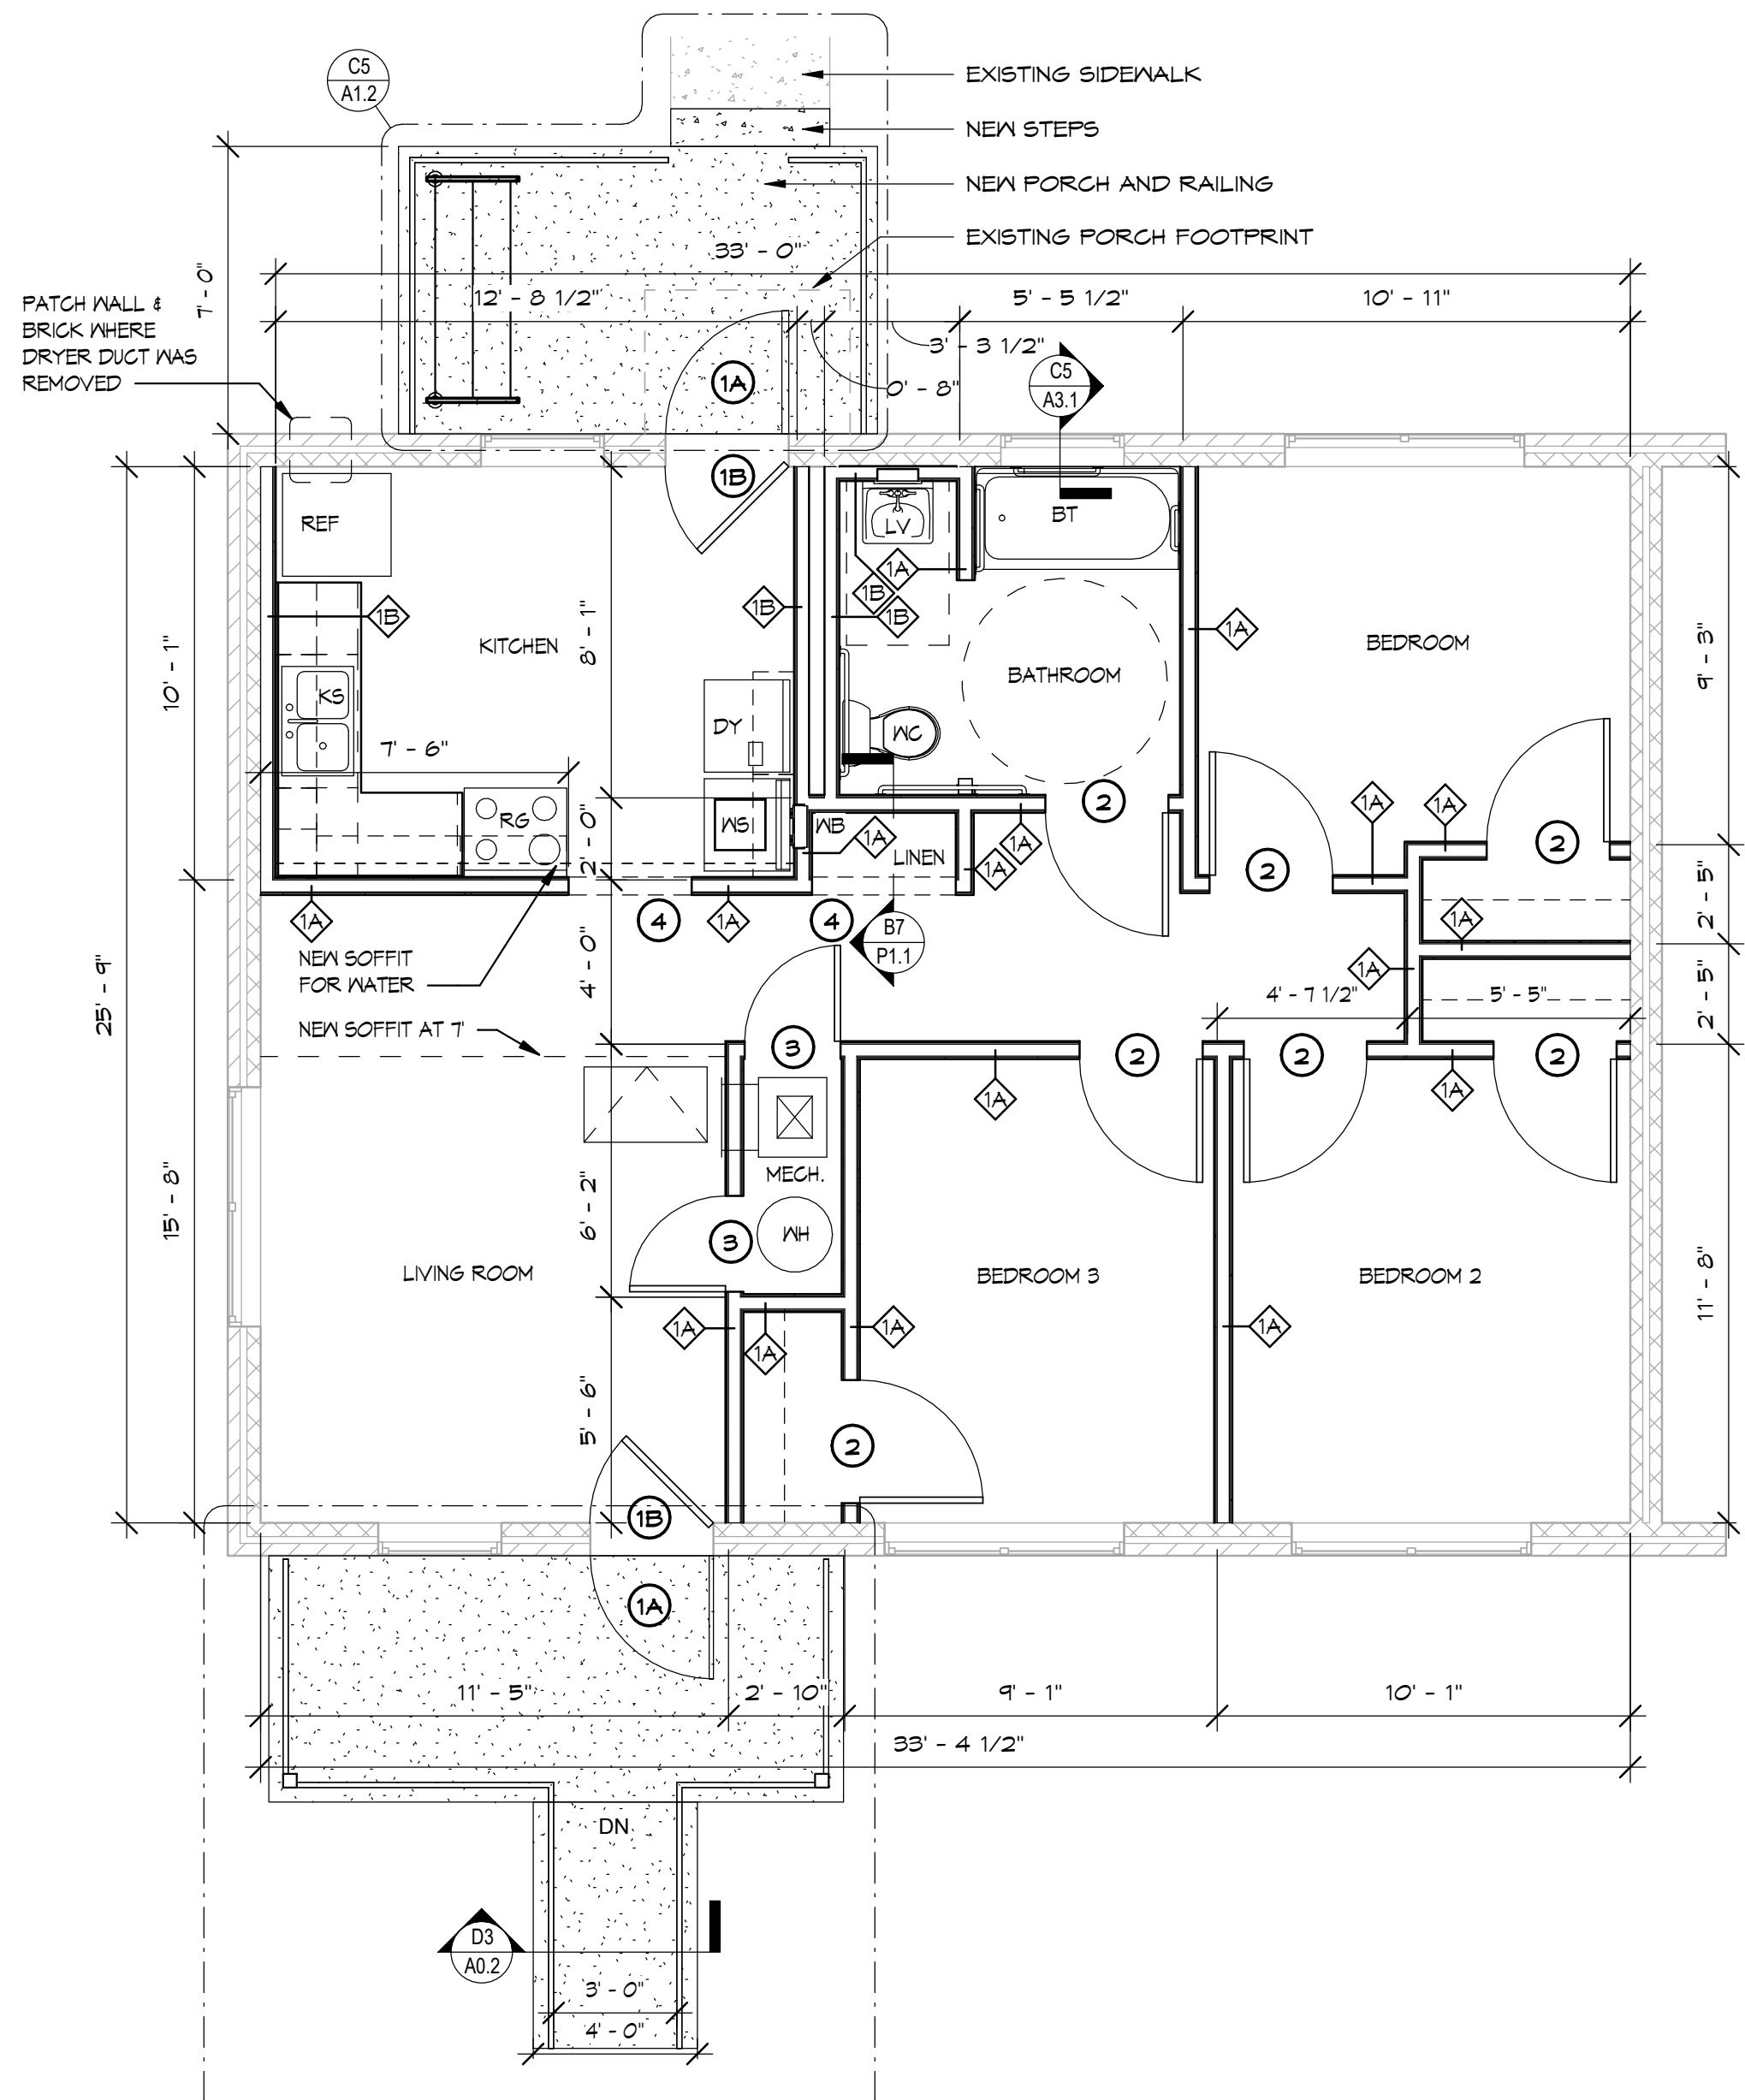 C5
A1.2
EXISTING SIDEWALK
NEW STEPS
NEW PORCH AND RAILING
EXISTING PORCH FOOTPRINT
7' - 0"
33' - 0"
12' - 8 1/2"
5' - 5 1/2"
10' - 11"
3' - 3 1/2"
0' - 8"
PATCH WALL &
BRICK WHERE
DRYER DUCT WAS
REMOVED
1A
C5
A3.1
1B
REF
LV
BT
1A
1B
1B
1B
1B
1A
KITCHEN
8' - 1"
BATHROOM
BEDROOM
9' - 3"
10' - 1"
KS
7' - 6"
DY
WC
RG
WS
WB
2' - 0"
1A
LINEN
1A
1A
2
2
1A
1A
2
1A
4
1A
4
B7
P1.1
1A
2' - 5"
NEW SOFFIT
FOR WATER
4' - 0"
1A
4' - 7 1/2"
5' - 5"
2' - 5"
25' - 9"
NEW SOFFIT AT 7'
3
2
2
2
1A
1A
MECH.
15' - 8"
6' - 2"
3
WH
LIVING ROOM
BEDROOM 3
BEDROOM 2
11' - 8"
1A
1A
1A
1A
5' - 6"
2
1B
1A
11' - 5"
2' - 10"
9' - 1"
10' - 1"
33' - 4 1/2"
DN
D3
A0.2
3' - 0"
4' - 0"